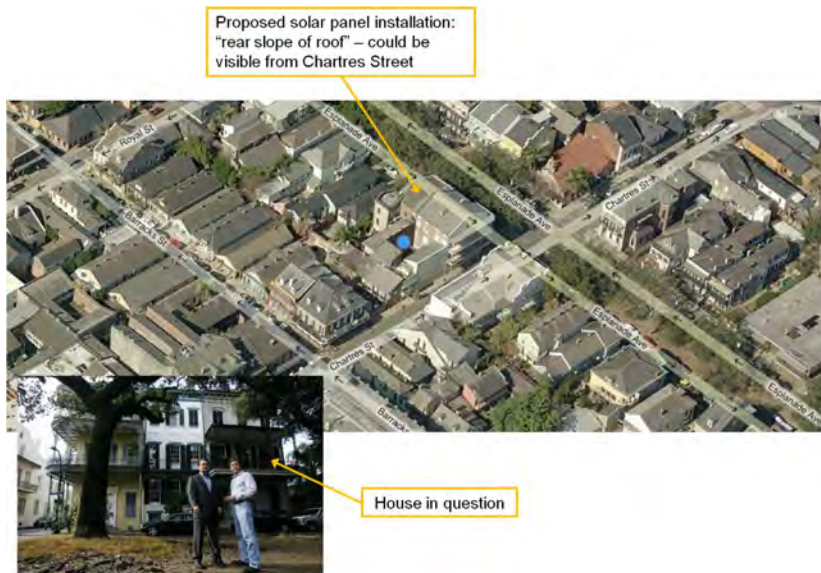 Proposed solar panel installation:
“rear slope of roof” – could be
visible from Chartres Street
Royal St
Esplanade Ave
Esplanade Ave
Chartres St
Barracks St
Esplanade Ave
Chartres St
Esplanade Ave
Barracks
House in question